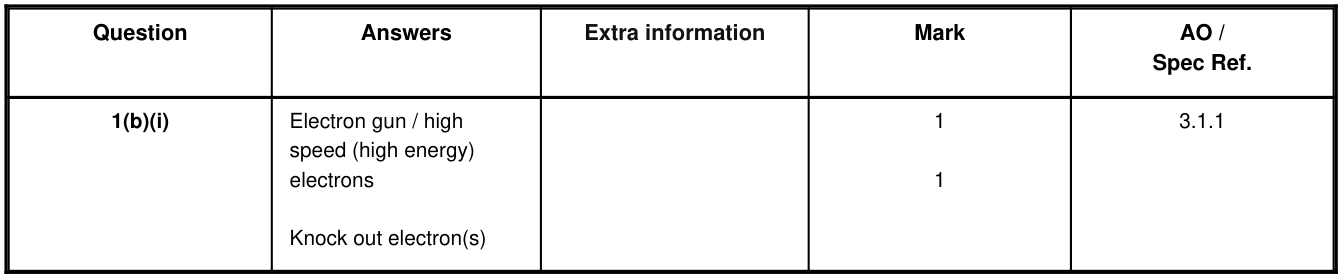 Question Answers Extra information Mark AO /
Spec Ref.
1(b)(i) Electron gun / high 1 3.1.1
speed (high energy)
electrons 1
Knock out electron(s)